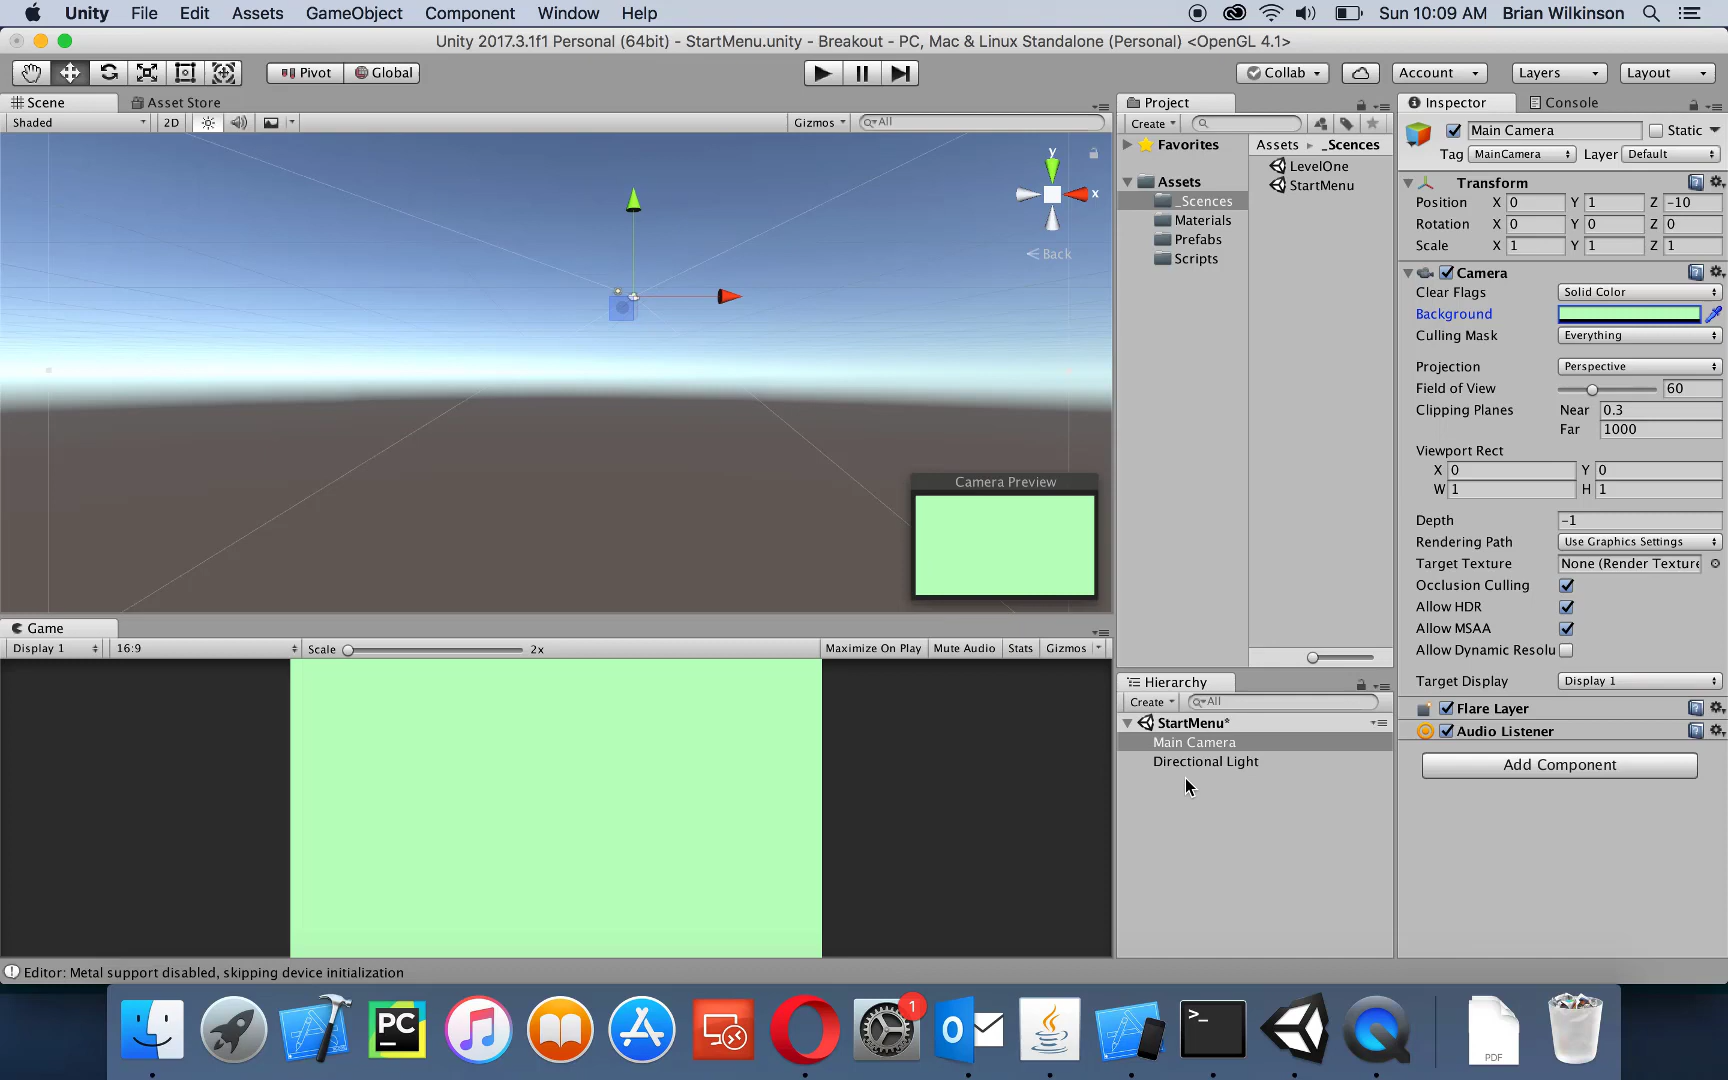 Unity File Edit Assets GameObject Component Window Help Sun 10:09 AM Brian Wilkinson
Unity 2017.3.1f1 Personal (64bit) - StartMenu.unity - Breakout - PC, Mac & Linux Standalone (Personal) <OpenGL 4.1>
Pivot Global Collab Account Layers Layout
Scene Asset Store
Shaded 2D Gizmos All
y
x
Back
Camera Preview
Game
Display 1 16:9 Scale 2x Maximize On Play Mute Audio Stats Gizmos
Project
Create
Favorites
Assets
_Scences
Materials
Prefabs
Scripts
Assets _Scences
LevelOne
StartMenu
Hierarchy
Create All
StartMenu*
Main Camera
Directional Light
Inspector Console
Main Camera Static
Tag MainCamera Layer Default
Transform
Position X 0 Y 1 Z -10
Rotation X 0 Y 0 Z 0
Scale X 1 Y 1 Z 1
Camera
Clear Flags Solid Color
Background
Culling Mask Everything
Projection Perspective
Field of View 60
Clipping Planes Near 0.3
Far 1000
Viewport Rect
X 0 Y 0
W 1 H 1
Depth -1
Rendering Path Use Graphics Settings
Target Texture None (Render Texture
Occlusion Culling
Allow HDR
Allow MSAA
Allow Dynamic Resolu
Target Display Display 1
Flare Layer
Audio Listener
Add Component
Editor: Metal support disabled, skipping device initialization
PC
1
>_
PDF